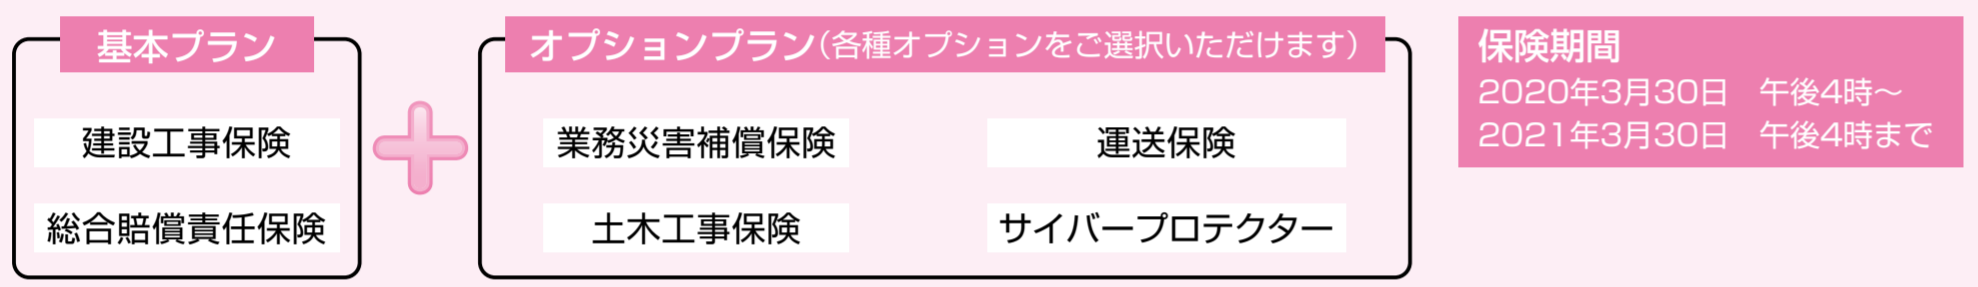 基本プラン
建設工事保険
総合賠償責任保険
オプションプラン(各種オプションをご選択いただけます)
業務災害補償保険
運送保険
土木工事保険
サイバープロテクター
保険期間
2020年3月30日 午後4時～
2021年3月30日 午後4時まで